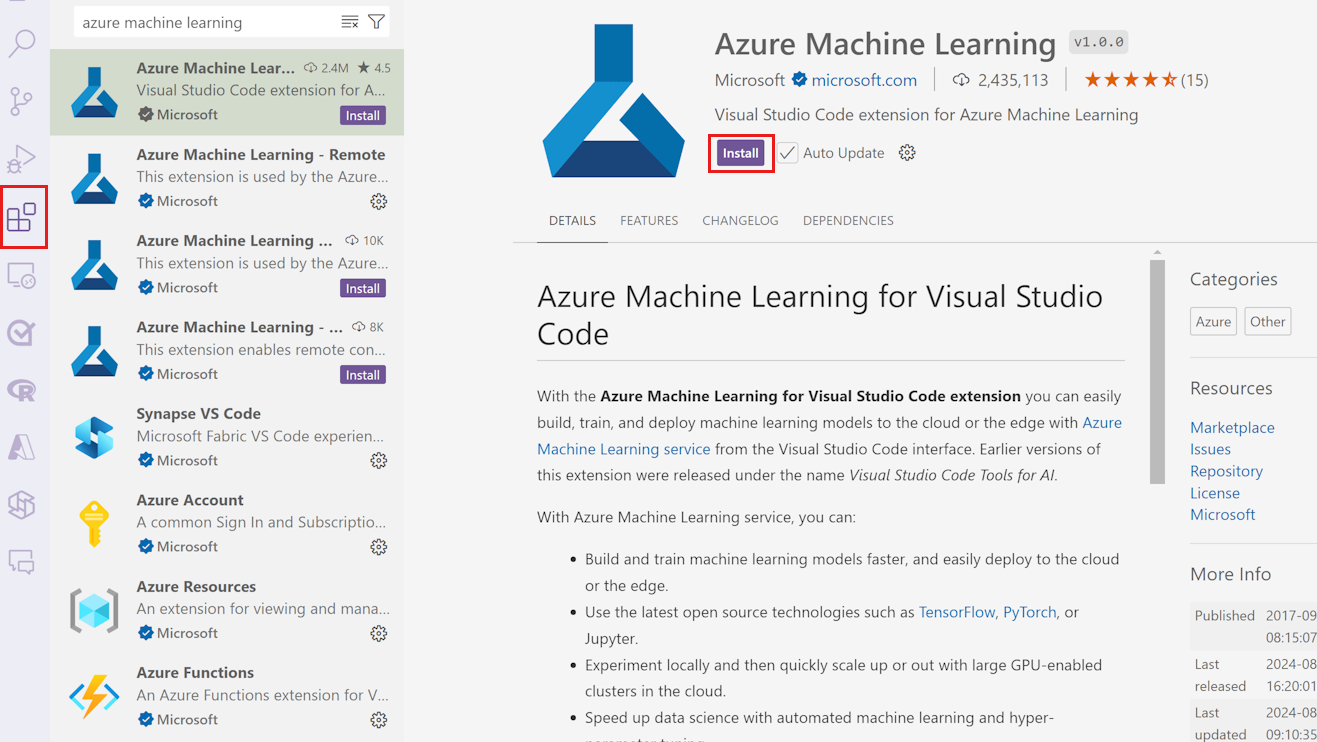 azure machine learning
Azure Machine Lear... 2.4M ★ 4.5
Visual Studio Code extension for A...
Microsoft Install
Azure Machine Learning - Remote
This extension is used by the Azure...
Microsoft
Azure Machine Learning ... 10K
This extension is used by the Azure...
Microsoft Install
Azure Machine Learning - ... 8K
This extension enables remote con...
Microsoft Install
Synapse VS Code
Microsoft Fabric VS Code experien...
Microsoft
Azure Account
A common Sign In and Subscriptio...
Microsoft
Azure Resources
An extension for viewing and mana...
Microsoft
Azure Functions
An Azure Functions extension for V...
Microsoft
Azure Machine Learning v1.0.0
Microsoft microsoft.com 2,435,113 (15)
Visual Studio Code extension for Azure Machine Learning
Install Auto Update
DETAILS FEATURES CHANGELOG DEPENDENCIES
Azure Machine Learning for Visual Studio
Code
With the Azure Machine Learning for Visual Studio Code extension you can easily
build, train, and deploy machine learning models to the cloud or the edge with Azure
Machine Learning service from the Visual Studio Code interface. Earlier versions of
this extension were released under the name Visual Studio Code Tools for AI.
With Azure Machine Learning service, you can:
• Build and train machine learning models faster, and easily deploy to the cloud
or the edge.
• Use the latest open source technologies such as TensorFlow, PyTorch, or
Jupyter.
• Experiment locally and then quickly scale up or out with large GPU-enabled
clusters in the cloud.
• Speed up data science with automated machine learning and hyper-
parameter tuning.
Categories
Azure Other
Resources
Marketplace
Issues
Repository
License
Microsoft
More Info
Published 2017-09
08:15:07
Last 2024-08
released 16:20:01
Last 2024-08
updated 09:10:35